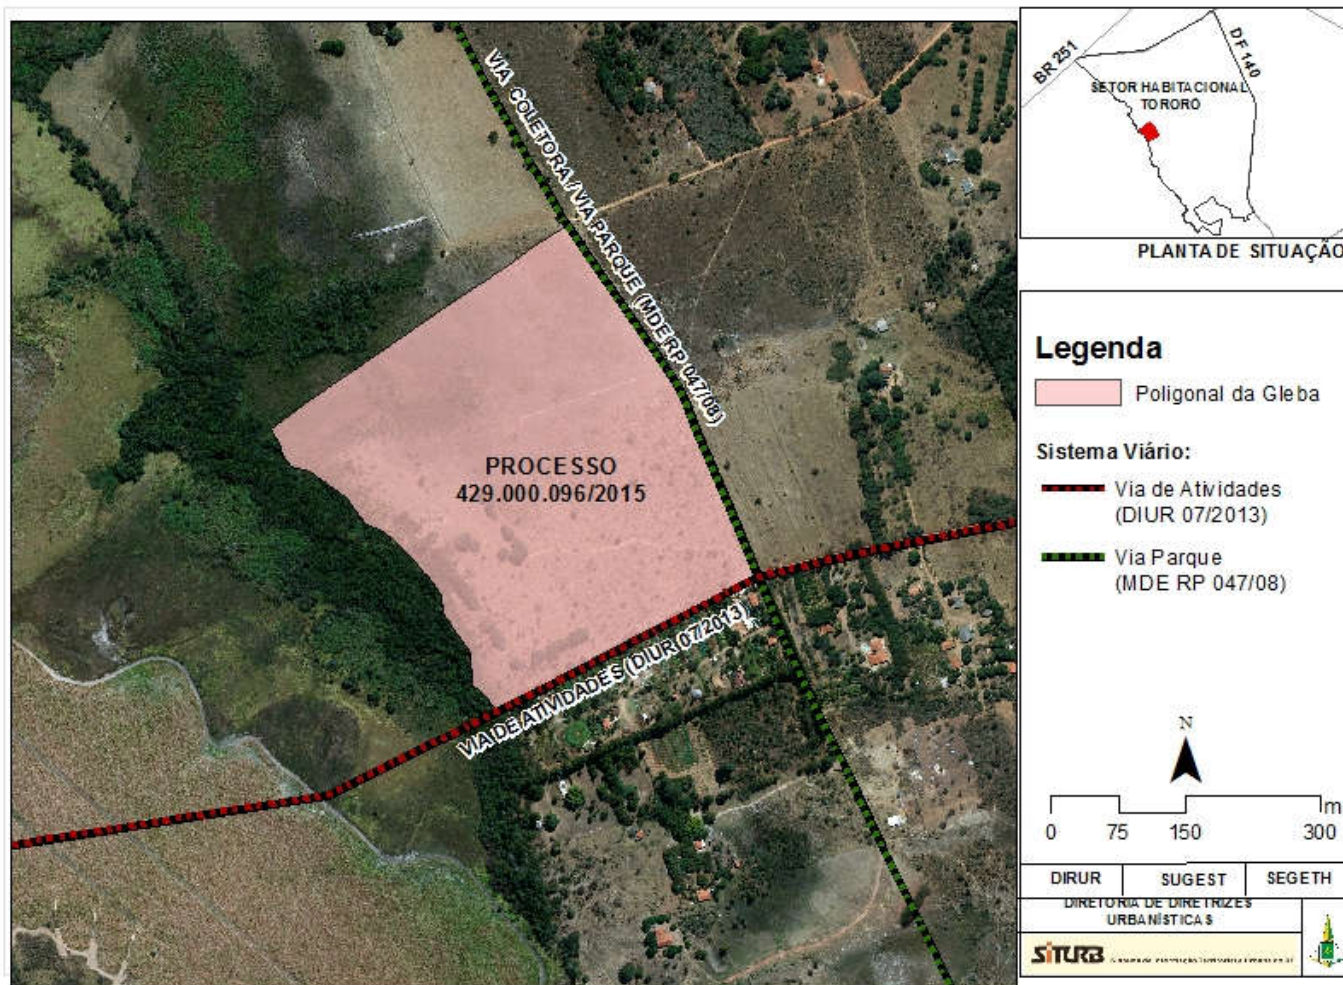 VIA COLETORA / VIA PARQUE (MDE RP 047/08)
PROCESSO
429.000.096/2015
VIA DE ATIVIDADES (DIUR 07/2013)
BR 251
DF 140
SETOR HABITACIONAL
TORORÓ
PLANTA DE SITUAÇÃO
Legenda
Poligonal da Gleba
Sistema Viário:
Via de Atividades
(DIUR 07/2013)
Via Parque
(MDE RP 047/08)
N
m
0 75 150 300
DIRUR SUGEST SEGETH
DIRETORIA DE DIRETRIZES
URBANÍSTICAS
SITURB